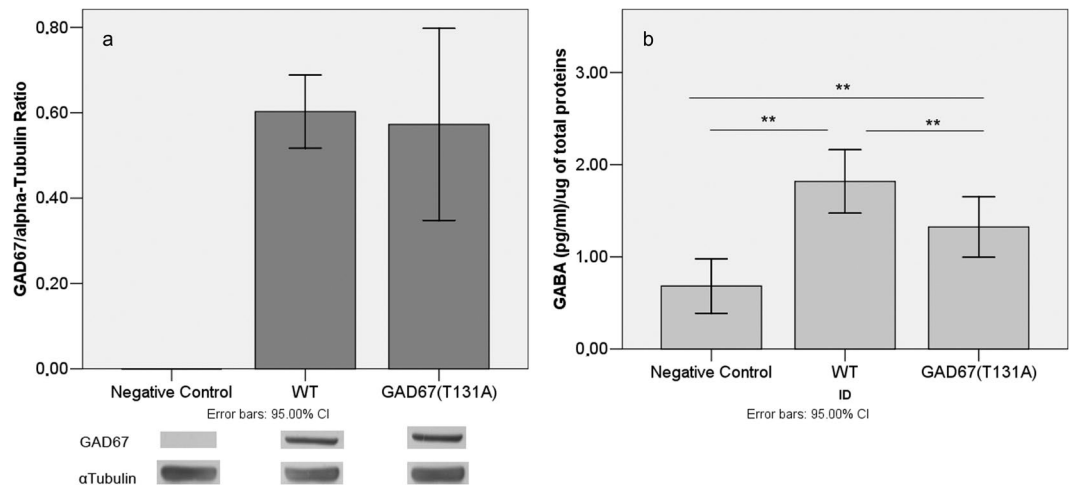 a
GAD67/alpha-Tubulin Ratio
0.80
0.60
0.40
0.20
0.00
Negative Control WT GAD67(T131A)
Error bars: 95.00% CI
GAD67
αTubulin
b
GABA (pg/ml)/ug of total proteins
3.00
2.00
1.00
0.00
**
** **
Negative Control WT GAD67(T131A)
ID
Error bars: 95.00% CI